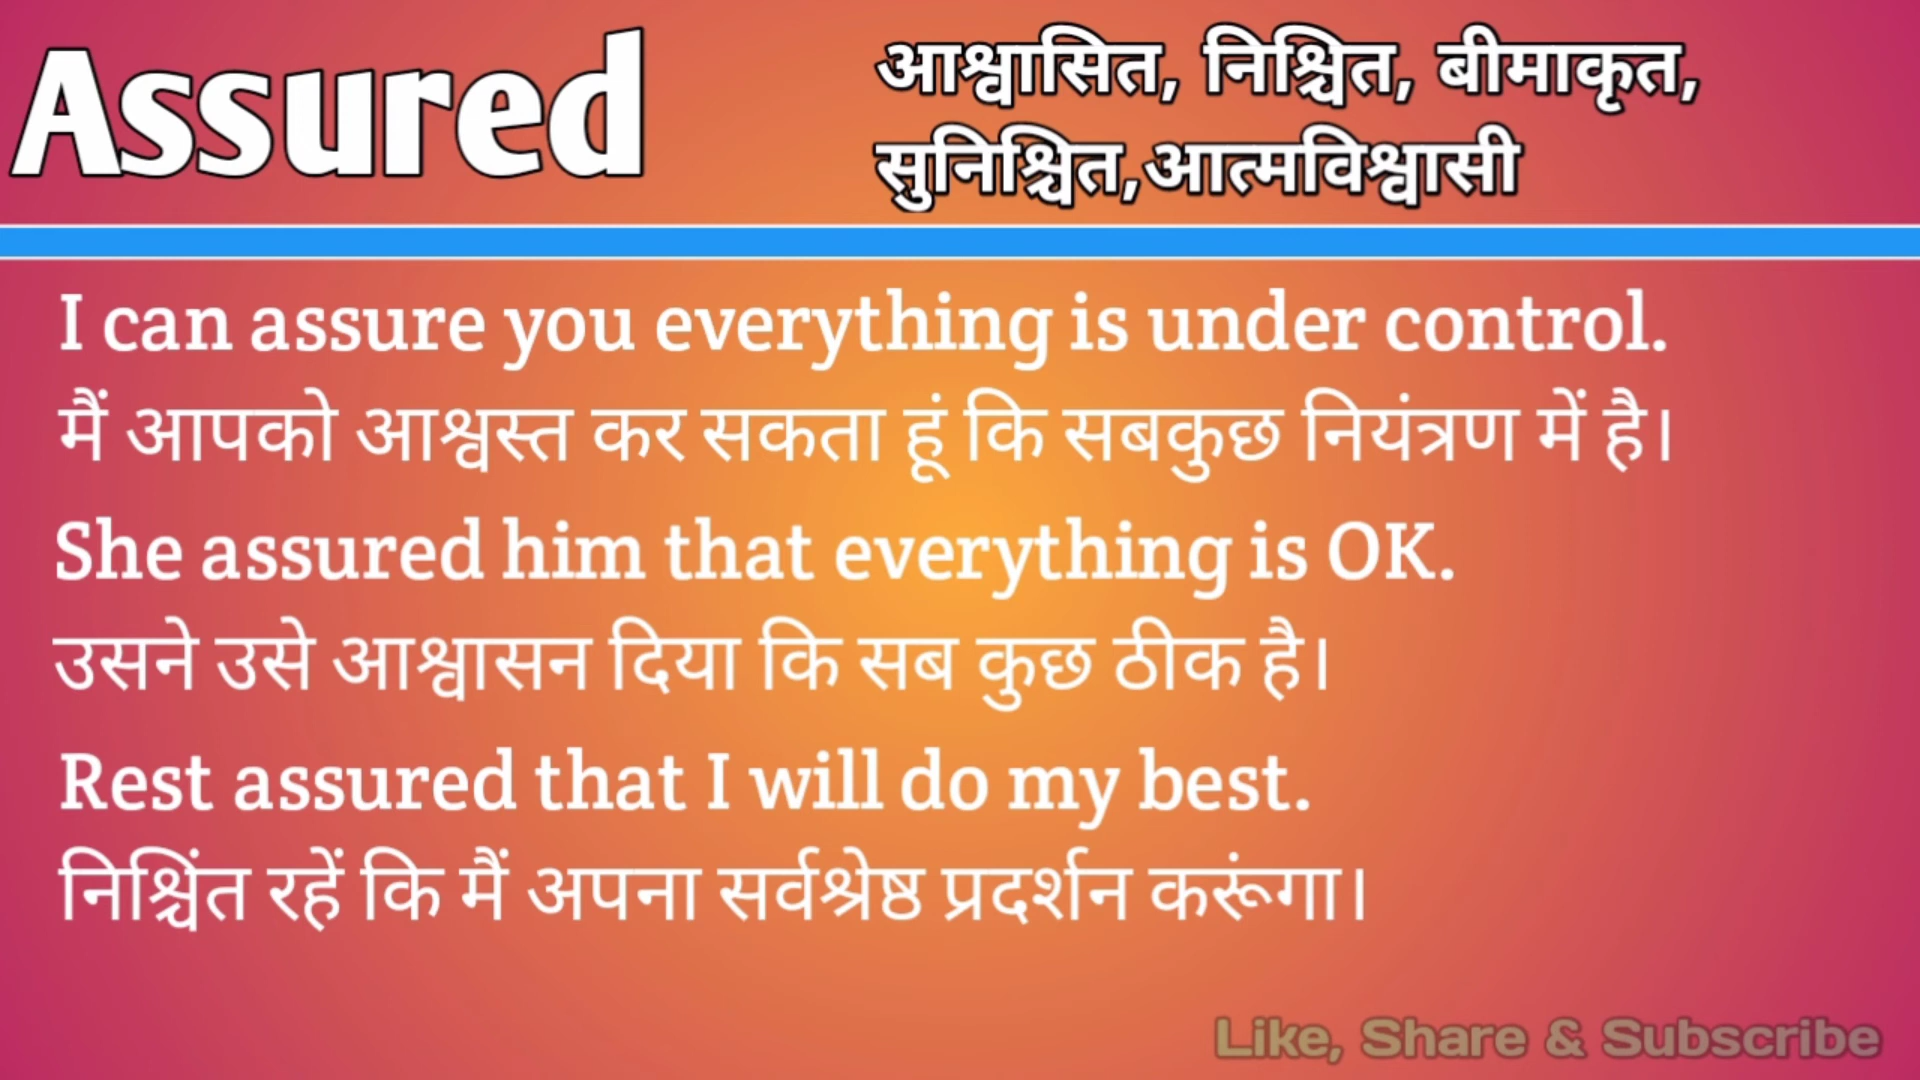 Assured
आश्वासित, निश्चित, बीमाकृत,
सुनिश्चित,आत्मविश्वासी
I can assure you everything is under control.
मैं आपको आश्वस्त कर सकता हूं कि सबकुछ नियंत्रण में है।
She assured him that everything is OK.
उसने उसे आश्वासन दिया कि सब कुछ ठीक है।
Rest assured that I will do my best.
निश्चिंत रहें कि मैं अपना सर्वश्रेष्ठ प्रदर्शन करूंगा।
Like, Share & Subscribe